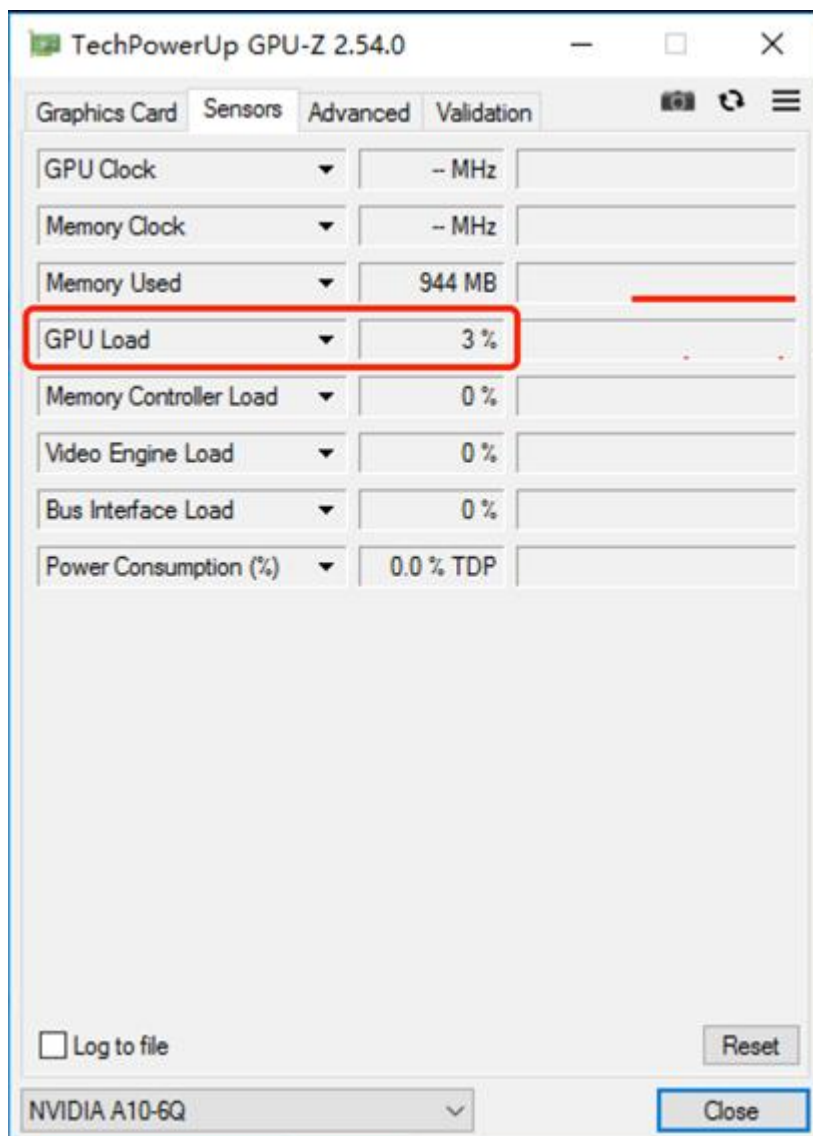 TechPowerUp GPU-Z 2.54.0
Graphics Card Sensors Advanced Validation
GPU Clock -- MHz
Memory Clock -- MHz
Memory Used 944 MB
GPU Load 3 %
Memory Controller Load 0 %
Video Engine Load 0 %
Bus Interface Load 0 %
Power Consumption (%) 0.0 % TDP
Log to file Reset
NVIDIA A10-6Q Close